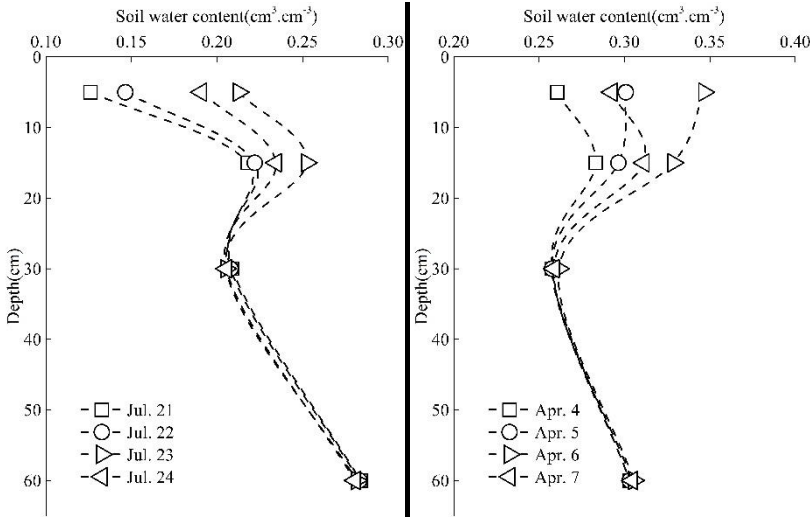 Soil water content(cm³.cm⁻³)
0.10 0.15 0.20 0.25 0.30
0
10
20
30
40
50
60
Depth(cm)
Jul. 21
Jul. 22
Jul. 23
Jul. 24
Soil water content(cm³.cm⁻³)
0.20 0.25 0.30 0.35 0.40
0
10
20
30
40
50
60
Depth(cm)
Apr. 4
Apr. 5
Apr. 6
Apr. 7